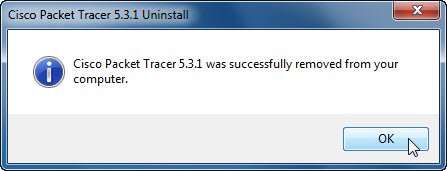 Cisco Packet Tracer 5.3.1 Uninstall
Cisco Packet Tracer 5.3.1 was successfully removed from your
computer.
OK